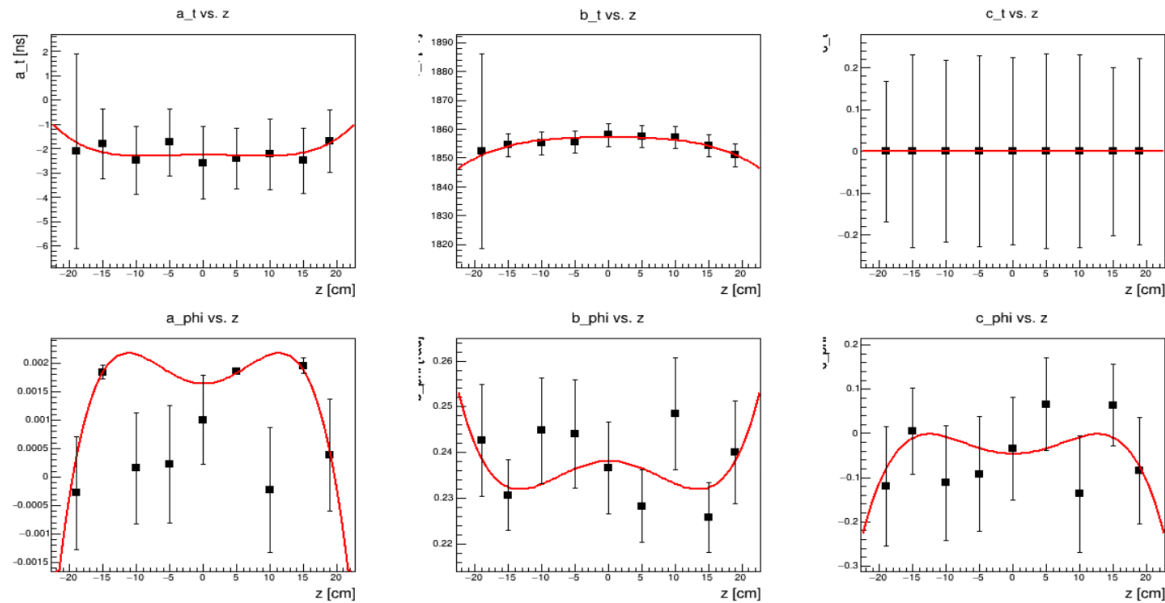 a_t vs. z
b_t vs. z
c_t vs. z
a_t [ns]
2
1
0
−1
−2
−3
−4
−5
−6
−20 −15 −10 −5 0 5 10 15 20
z [cm]
1890
1880
1870
1860
1850
1840
1830
1820
−20 −15 −10 −5 0 5 10 15 20
z [cm]
0.2
0.1
0
−0.1
−0.2
−20 −15 −10 −5 0 5 10 15 20
z [cm]
a_phi vs. z
b_phi vs. z
c_phi vs. z
0.002
0.0015
0.001
0.0005
0
−0.0005
−0.001
−0.0015
−20 −15 −10 −5 0 5 10 15 20
z [cm]
0.26
0.25
0.24
0.23
0.22
−20 −15 −10 −5 0 5 10 15 20
z [cm]
0.2
0.1
0
−0.1
−0.2
−0.3
−20 −15 −10 −5 0 5 10 15 20
z [cm]